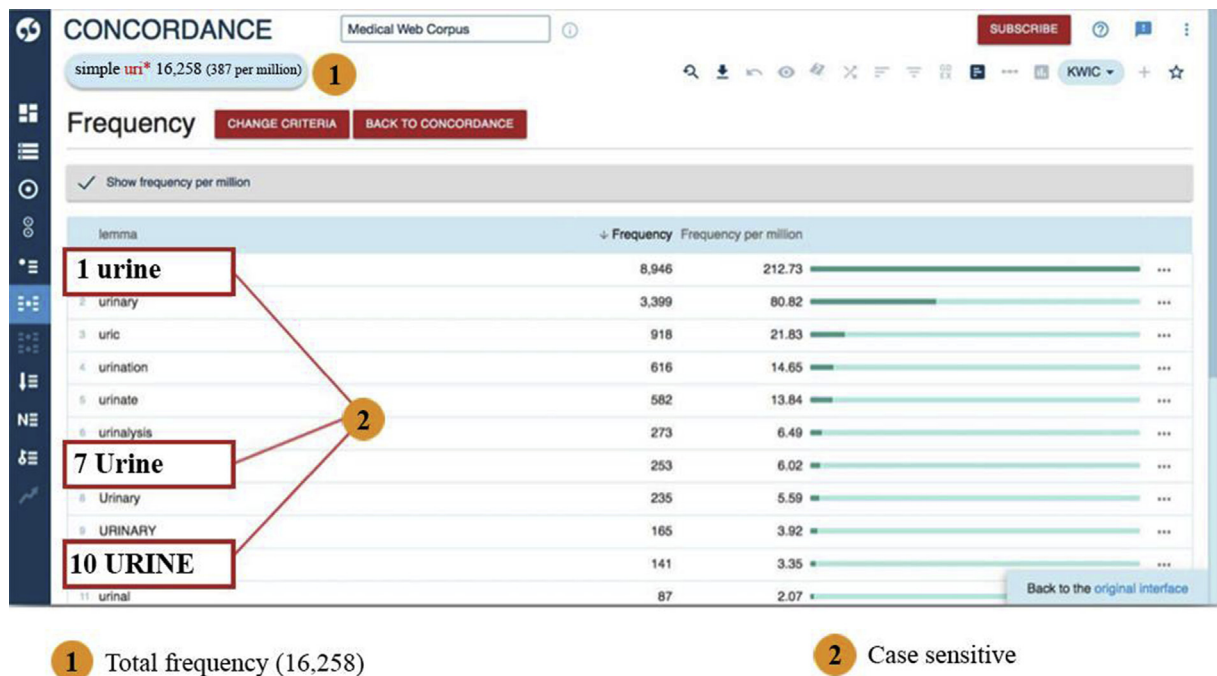 CONCORDANCE Medical Web Corpus SUBSCRIBE
simple uri* 16,258 (387 per million) 1 KWIC
Frequency CHANGE CRITERIA BACK TO CONCORDANCE
Show frequency per million
lemma Frequency Frequency per million
1 urine 8,946 212.73
2 urinary 3,399 80.82
3 uric 918 21.83
4 urination 616 14.65
5 urinate 582 13.84
2
6 urinalysis 273 6.49
7 Urine 253 6.02
8 Urinary 235 5.59
9 URINARY 165 3.92
10 URINE 141 3.35
11 urinal 87 2.07
Back to the original interface
1 Total frequency (16,258) 2 Case sensitive